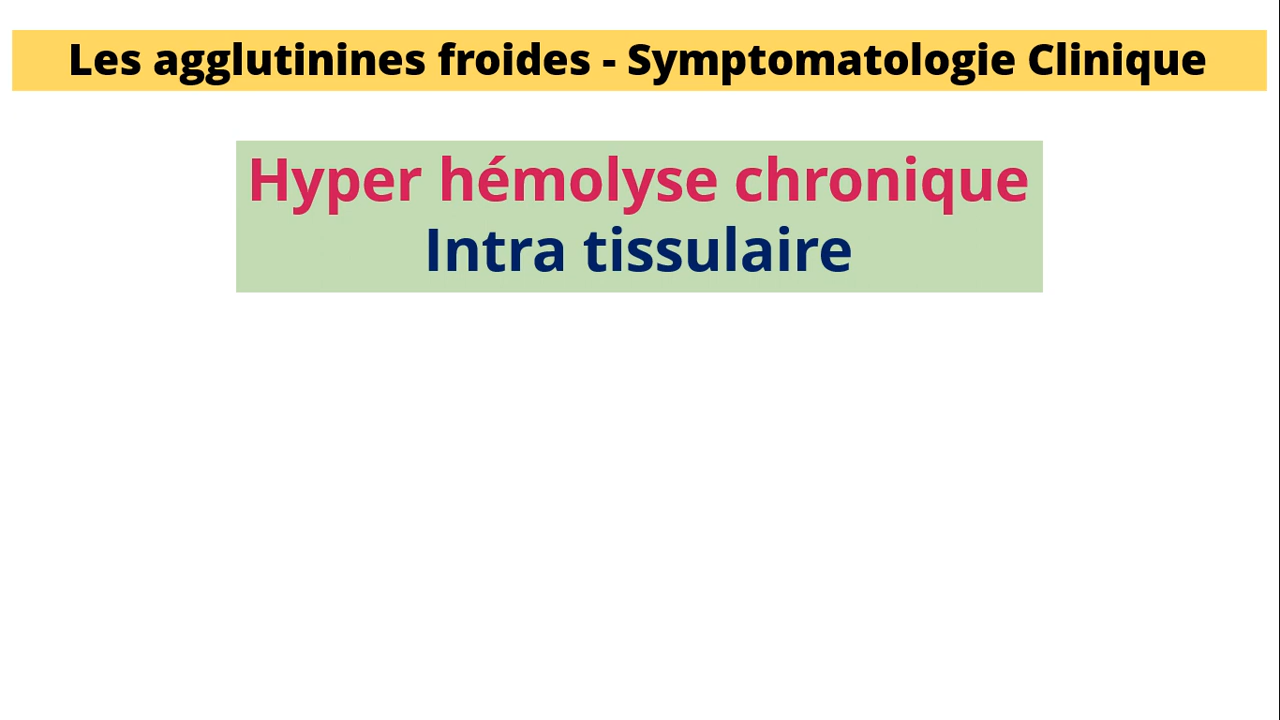 Les agglutinines froides - Symptomatologie Clinique
Hyper hémolyse chronique
Intra tissulaire